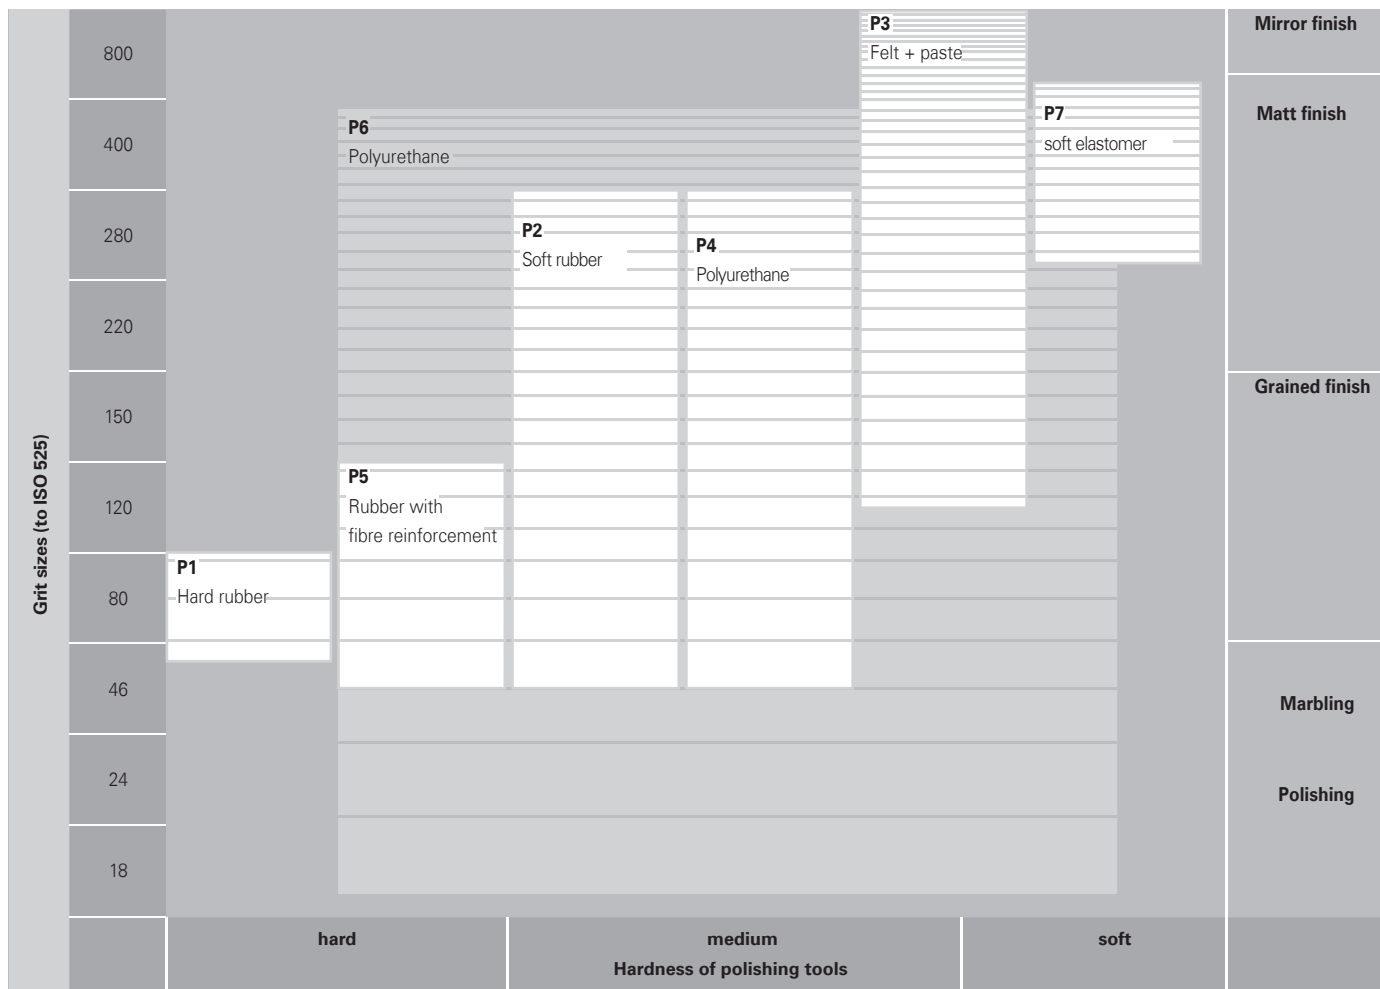 P3
Mirror finish
800
Felt + paste
P7
Matt finish
P6
400
soft elastomer
Polyurethane
P2
280
P4
Soft rubber
Polyurethane
220
Grained finish
150
P5
120
Rubber with
fibre reinforcement
Grit sizes (to ISO 525)
P1
80
Hard rubber
46
Marbling
24
Polishing
18
hard
medium
soft
Hardness of polishing tools